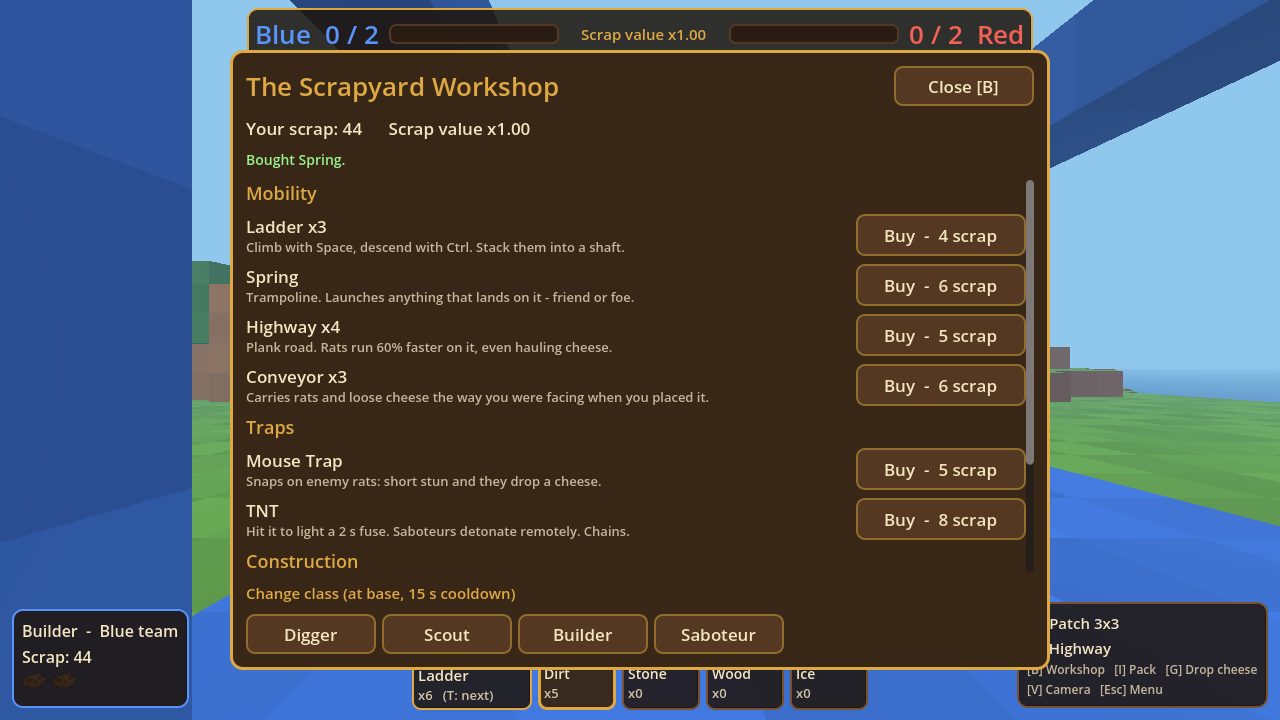 Blue 0 / 2 Scrap value x1.00 0 / 2 Red
The Scrapyard Workshop Close [B]
Your scrap: 44 Scrap value x1.00
Bought Spring.
Mobility
Ladder x3
Climb with Space, descend with Ctrl. Stack them into a shaft.
Buy - 4 scrap
Spring
Trampoline. Launches anything that lands on it - friend or foe.
Buy - 6 scrap
Highway x4
Plank road. Rats run 60% faster on it, even hauling cheese.
Buy - 5 scrap
Conveyor x3
Carries rats and loose cheese the way you were facing when you placed it.
Buy - 6 scrap
Traps
Mouse Trap
Snaps on enemy rats: short stun and they drop a cheese.
Buy - 5 scrap
TNT
Hit it to light a 2 s fuse. Saboteurs detonate remotely. Chains.
Buy - 8 scrap
Construction
Change class (at base, 15 s cooldown)
Digger Scout Builder Saboteur
Builder - Blue team
Scrap: 44
Ladder
x6 (T: next)
Dirt
x5
Stone
x0
Wood
x0
Ice
x0
Patch 3x3
Highway
[B] Workshop [I] Pack [G] Drop cheese
[V] Camera [Esc] Menu